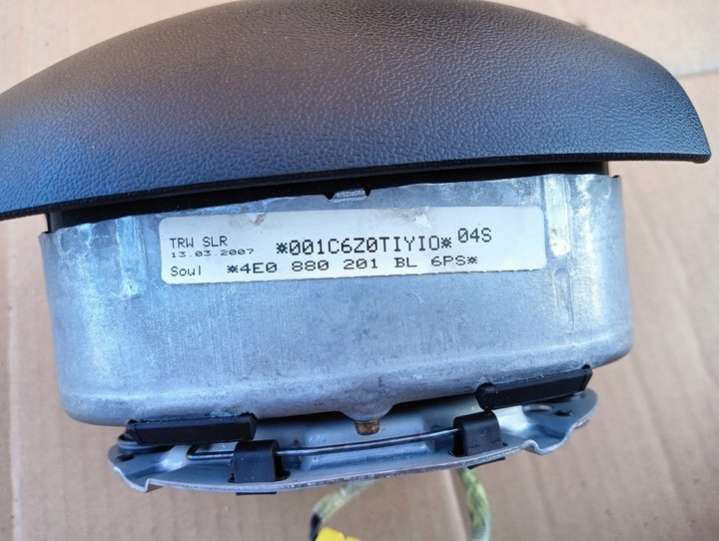 TRW SLR *001C6Z0TIYIO* 04S
13.03.2007
Soul *4E0 880 201 BL 6PS*